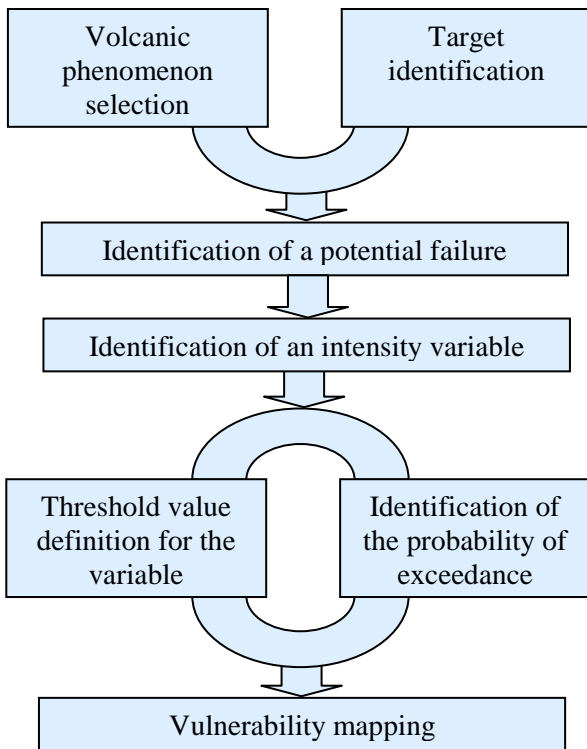 Volcanic
phenomenon
selection
Target
identification
Identification of a potential failure
Identification of an intensity variable
Threshold value
definition for the
variable
Identification of
the probability of
exceedance
Vulnerability mapping